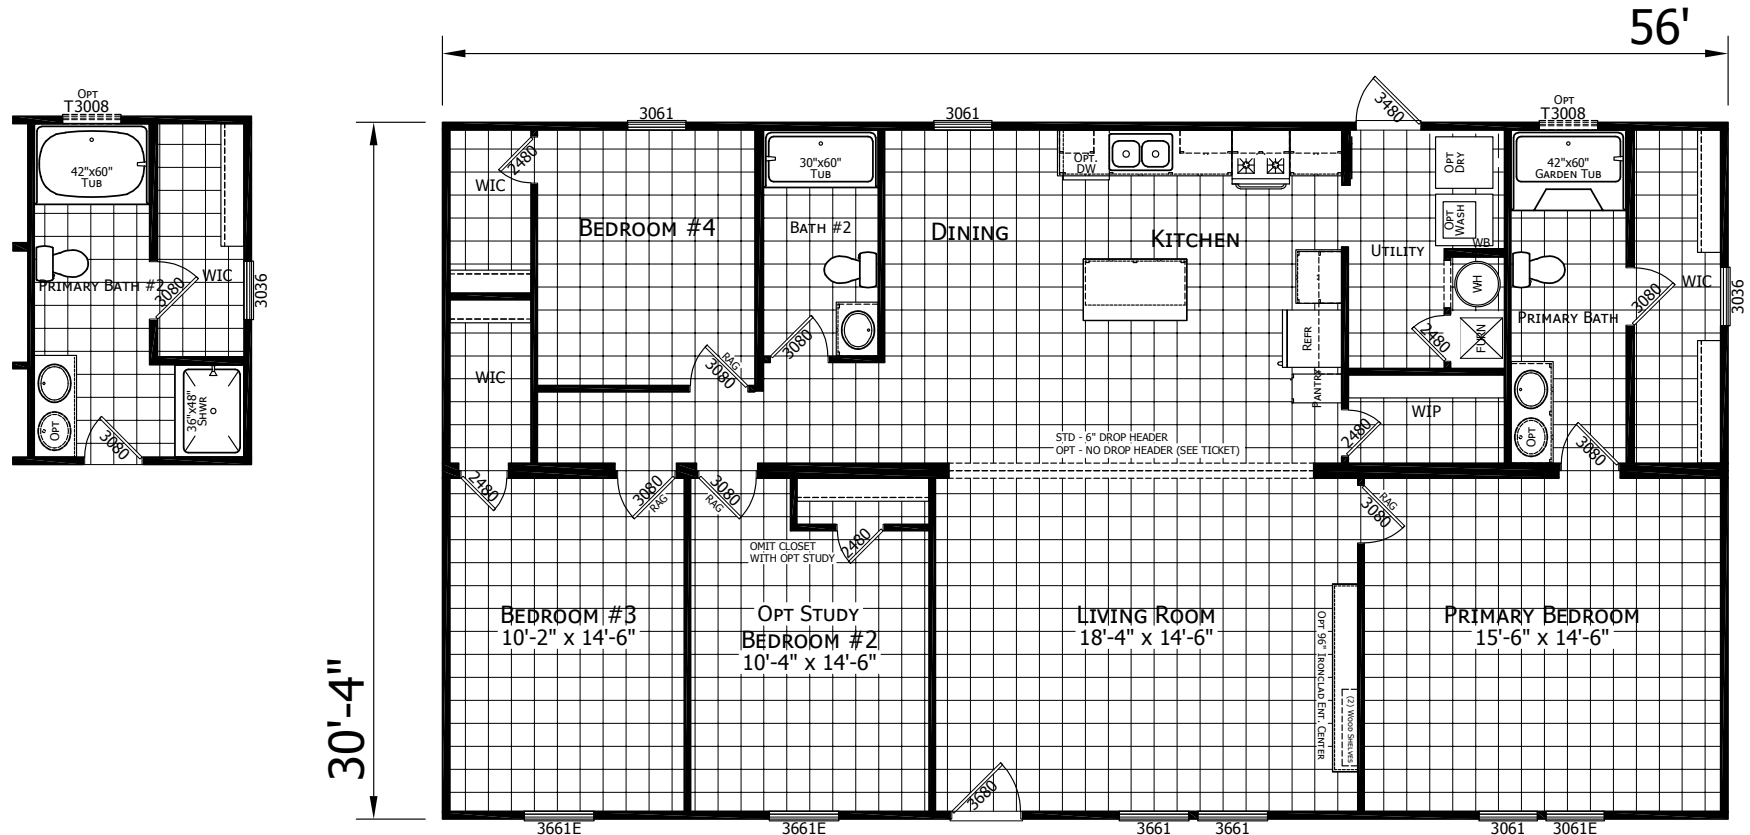 56'
30'-4"
OPT
T3008
42"x60"
TUB
PRIMARY BATH #2
WIC
3080
3036
36"x48"
SHWR
OPT
3080
3061
3061
3480
OPT
T3008
2480
WIC
BEDROOM #4
30"x60"
TUB
BATH #2
3080
RAG
3080
WIC
DINING
KITCHEN
OPT.
DW
REFR
PANTRY
UTILITY
OPT
DRY
OPT
WASH
WB
WH
FURN
2480
WIP
2480
42"x60"
GARDEN TUB
PRIMARY BATH
OPT
3080
WIC
3080
3036
STD - 6" DROP HEADER
OPT - NO DROP HEADER (SEE TICKET)
2480
3080
RAG
3080
RAG
OMIT CLOSET
WITH OPT STUDY
2480
RAG
3080
BEDROOM #3
10'-2" x 14'-6"
OPT STUDY
BEDROOM #2
10'-4" x 14'-6"
LIVING ROOM
18'-4" x 14'-6"
OPT 96" IRONCLAD ENT. CENTER
(2) WOOD SHELVES
PRIMARY BEDROOM
15'-6" x 14'-6"
3680
3661E
3661E
3661
3661
3061
3061E